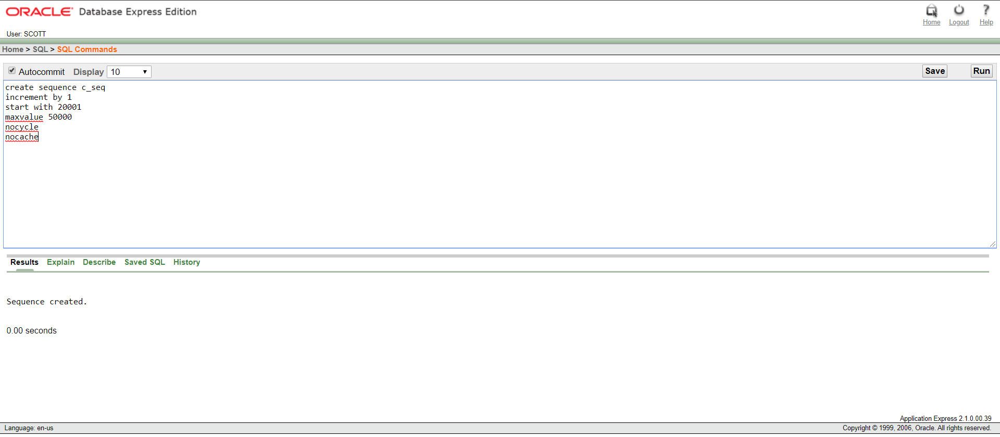 ORACLE Database Express Edition
Home Logout Help
User: SCOTT
Home > SQL > SQL Commands
Autocommit Display 10 Save Run
create sequence c_seq
increment by 1
start with 20001
maxvalue 50000
nocycle
nocache
Results Explain Describe Saved SQL History
Sequence created.
0.00 seconds
Application Express 2.1.0.00.39
Language: en-us Copyright © 1999, 2006, Oracle. All rights reserved.